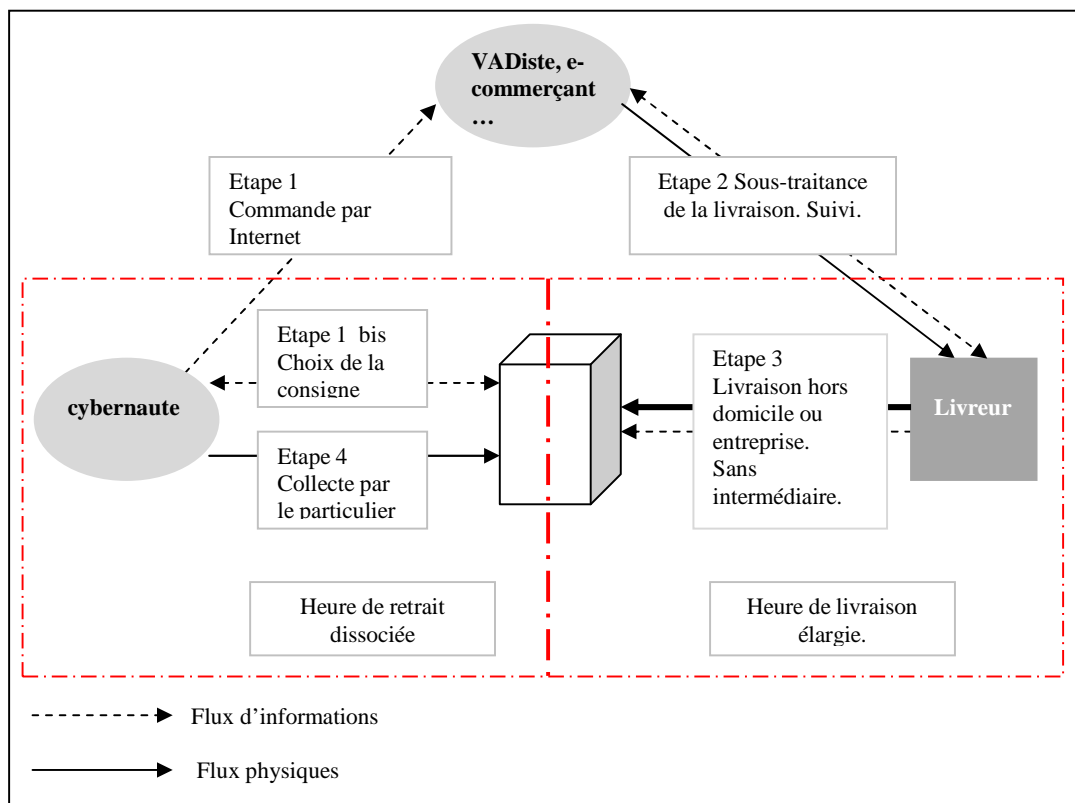 VADiste, e-
commerçant
…
Etape 1
Commande par
Internet
Etape 2 Sous-traitance
de la livraison. Suivi.
Etape 1 bis
Choix de la
consigne
cybernaute
Etape 4
Collecte par
le particulier
Etape 3
Livraison hors
domicile ou
entreprise.
Sans
intermédiaire.
Livreur
Heure de retrait
dissociée
Heure de livraison
élargie.
Flux d’informations
Flux physiques